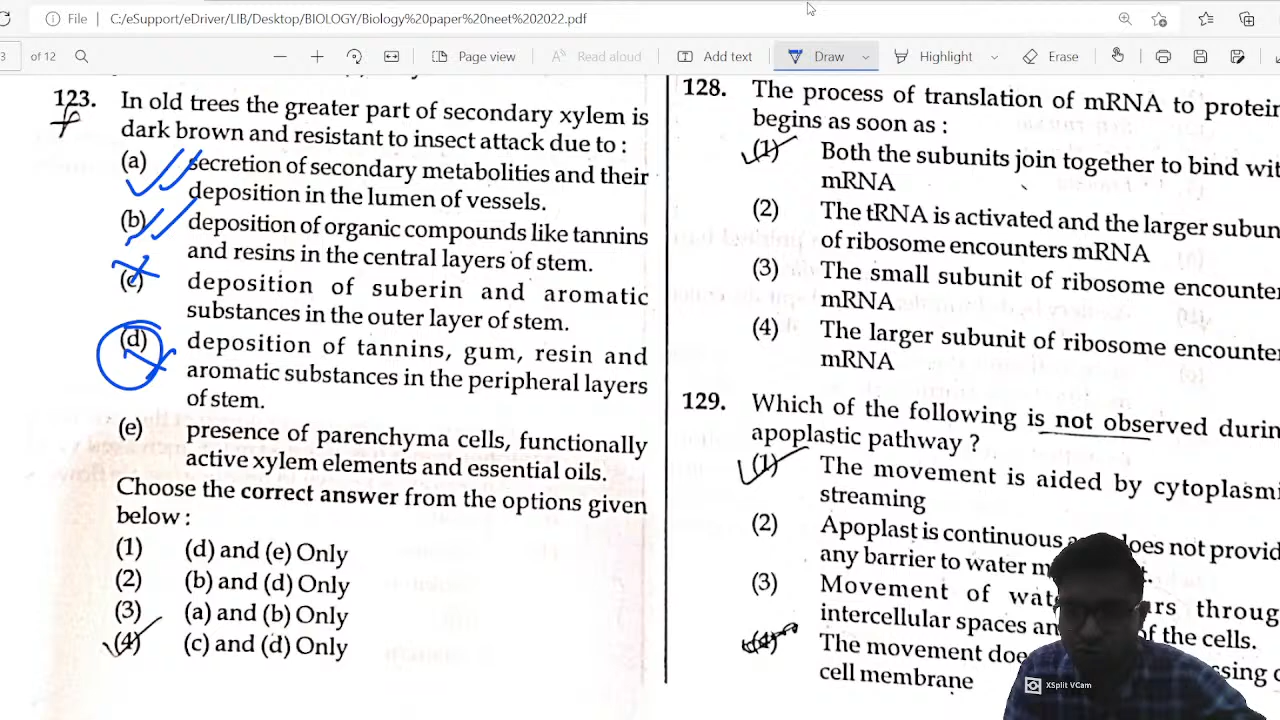 File
C:/eSupport/eDriver/LIB/Desktop/BIOLOGY/Biology%20paper%20neet%202022.pdf
3 of 12
Page view
Read aloud
Add text
Draw
Highlight
Erase
123. In old trees the greater part of secondary xylem is
dark brown and resistant to insect attack due to :
(a) secretion of secondary metabolities and their
deposition in the lumen of vessels.
(b) deposition of organic compounds like tannins
and resins in the central layers of stem.
(c) deposition of suberin and aromatic
substances in the outer layer of stem.
(d) deposition of tannins, gum, resin and
aromatic substances in the peripheral layers
of stem.
(e) presence of parenchyma cells, functionally
active xylem elements and essential oils.
Choose the correct answer from the options given
below :
(1) (d) and (e) Only
(2) (b) and (d) Only
(3) (a) and (b) Only
(4) (c) and (d) Only
128. The process of translation of mRNA to protein
begins as soon as :
(1) Both the subunits join together to bind wit
mRNA
(2) The tRNA is activated and the larger subun
of ribosome encounters mRNA
(3) The small subunit of ribosome encounter
mRNA
(4) The larger subunit of ribosome encounter
mRNA
129. Which of the following is not observed durin
apoplastic pathway ?
(1) The movement is aided by cytoplasmi
streaming
(2) Apoplast is continuous does not provid
any barrier to water
(3) Movement of throug
intercellular spaces of the cells.
(4) The movement
cell membrane
XSplit VCam